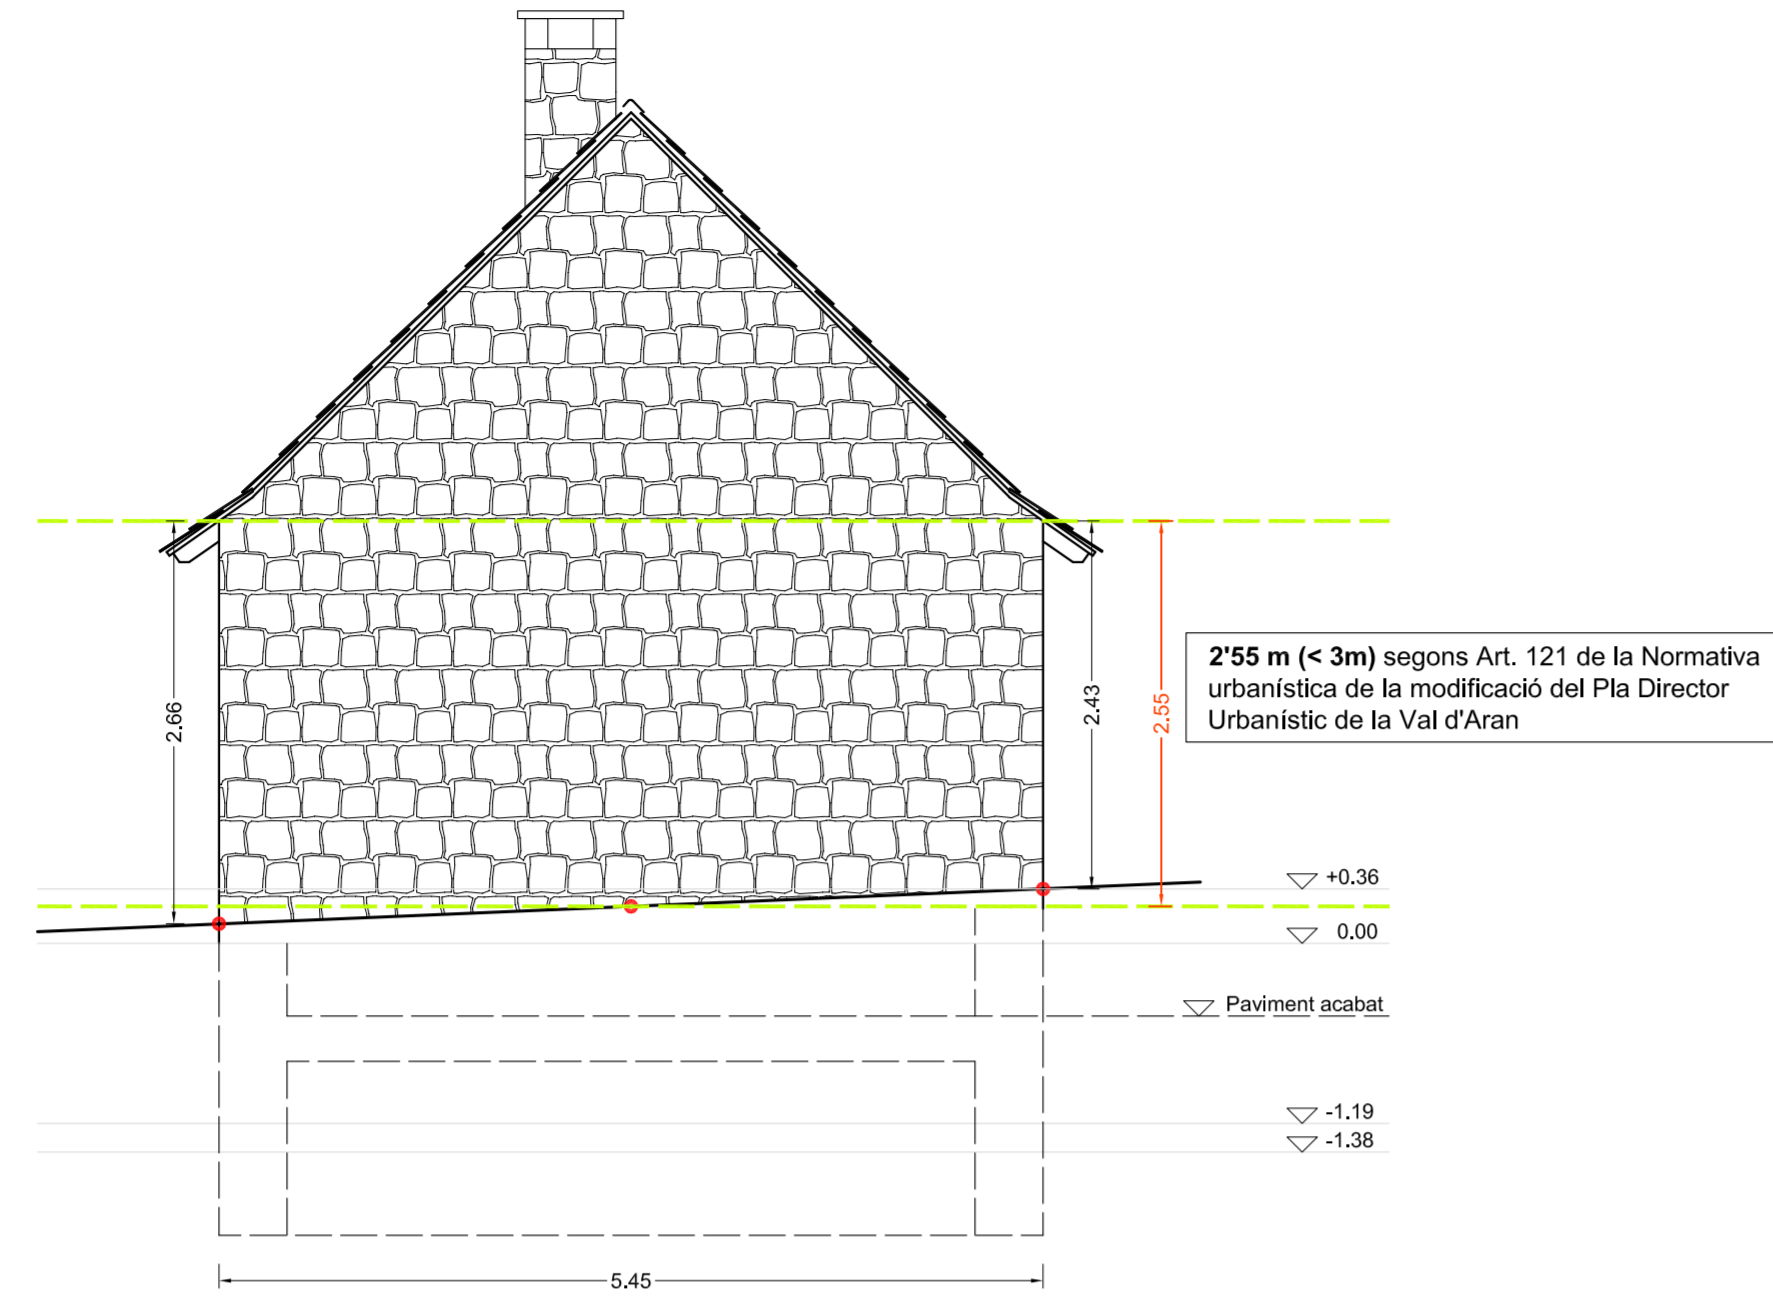 2'55 m (< 3m) segons Art. 121 de la Normativa
urbanística de la modificació del Pla Director
Urbanístic de la Val d'Aran
2.66
2.43
2.55
+0.36
0.00
Paviment acabat
-1.19
-1.38
5.45